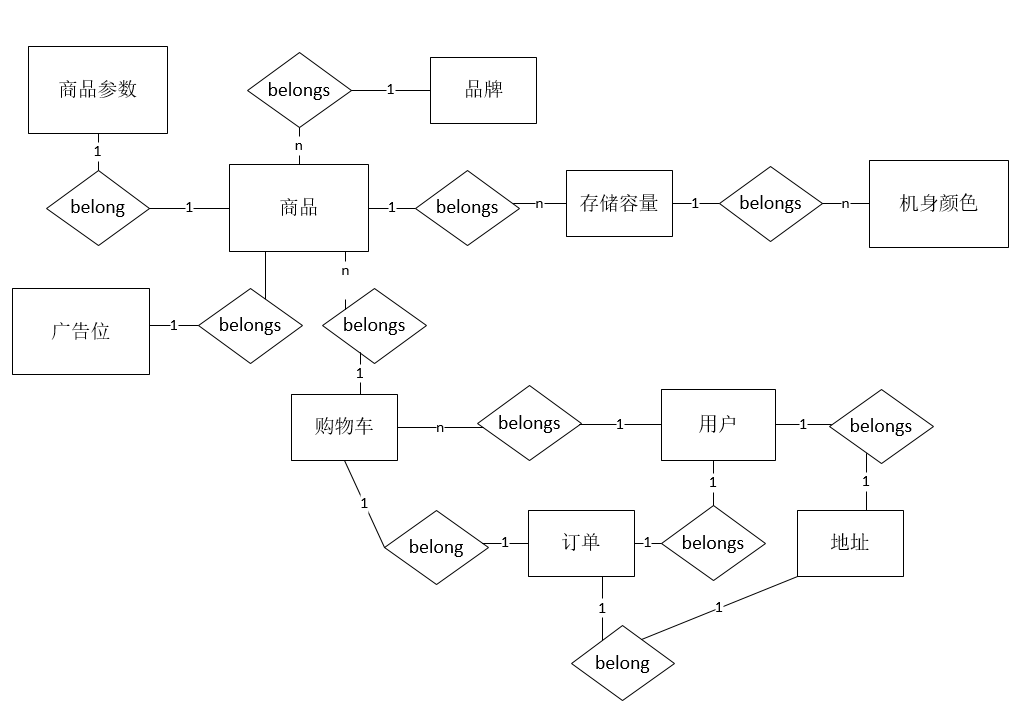 商品参数
belongs
1
品牌
1
n
belong
1
商品
1
belongs
n
存储容量
1
belongs
n
机身颜色
n
广告位
1
belongs
belongs
1
购物车
n
belongs
1
用户
1
belongs
1
1
1
belong
1
订单
1
belongs
地址
1
1
belong